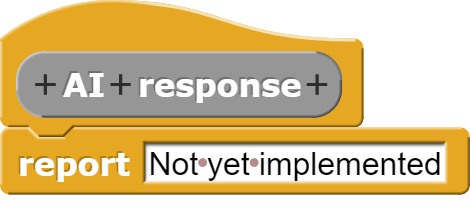 + AI + response +
report Not yet implemented